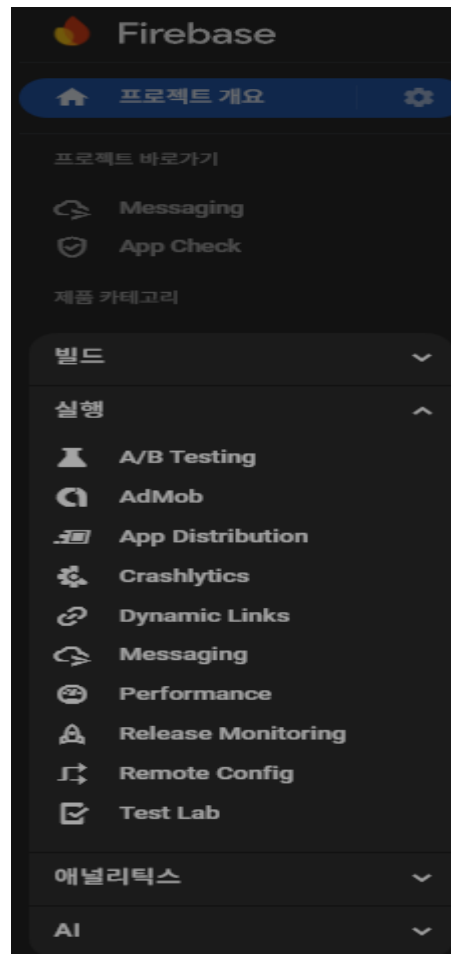 Firebase
프로젝트 개요
프로젝트 바로가기
Messaging
App Check
제품 카테고리
빌드
실행
A/B Testing
AdMob
App Distribution
Crashlytics
Dynamic Links
Messaging
Performance
Release Monitoring
Remote Config
Test Lab
애널리틱스
AI